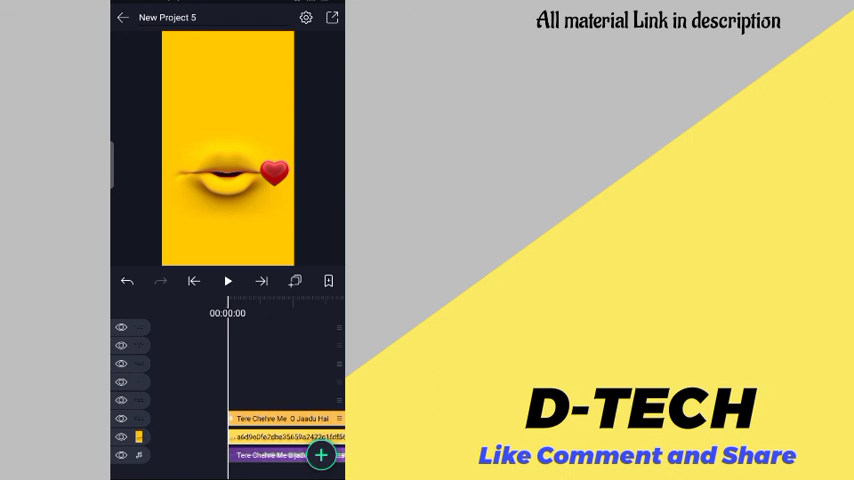 New Project 5
All material Link in description
00:00:00
Tere Chehre Me O Jaadu Hai
D-TECH
Like Comment and Share